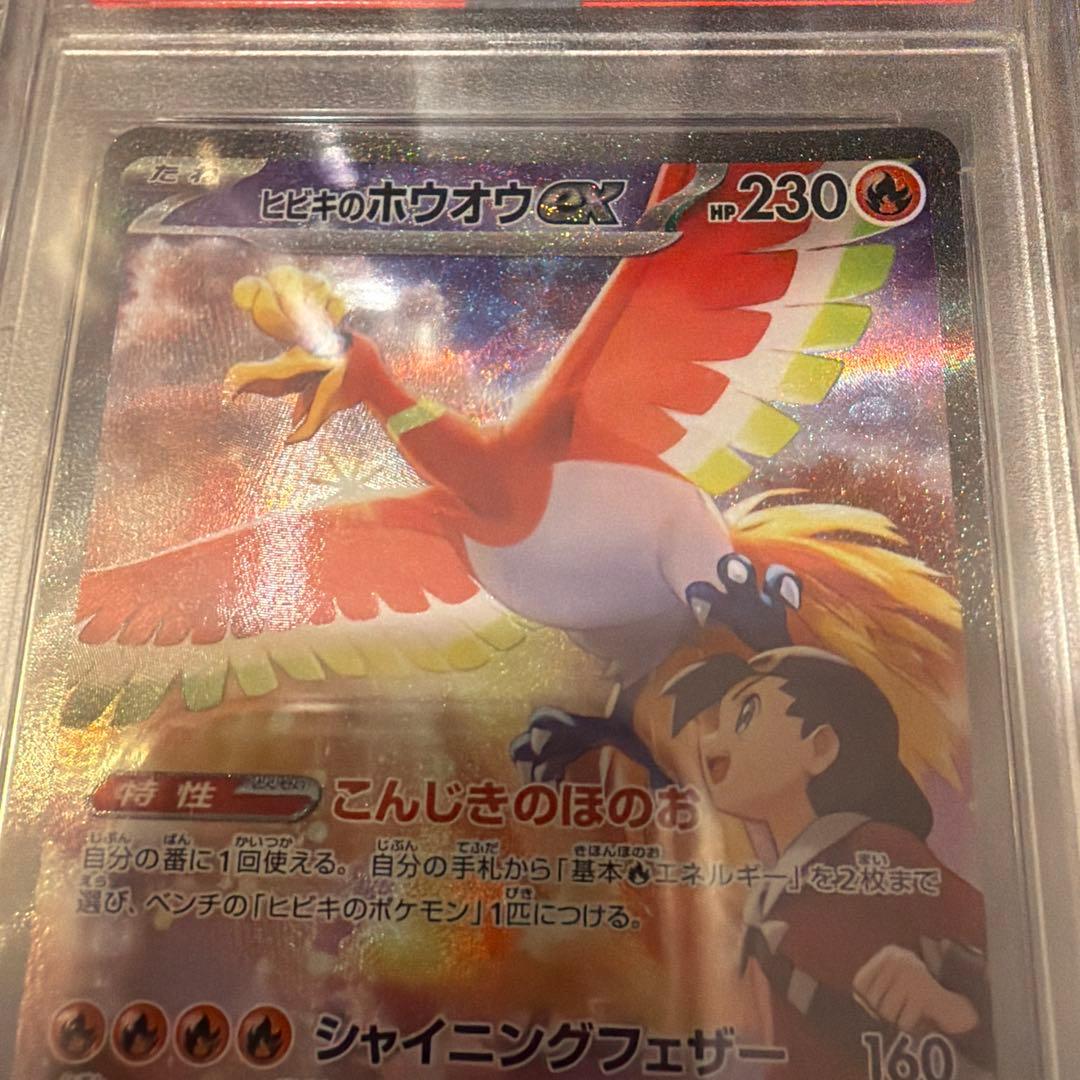 たね ヒビキのホウオウex HP230
特性 こんじきのほのお
自分の番に1回使える。自分の手札から「基本エネルギー」を2枚まで
選び、ベンチの「ヒビキのポケモン」1匹につける。
シャイニングフェザー 160